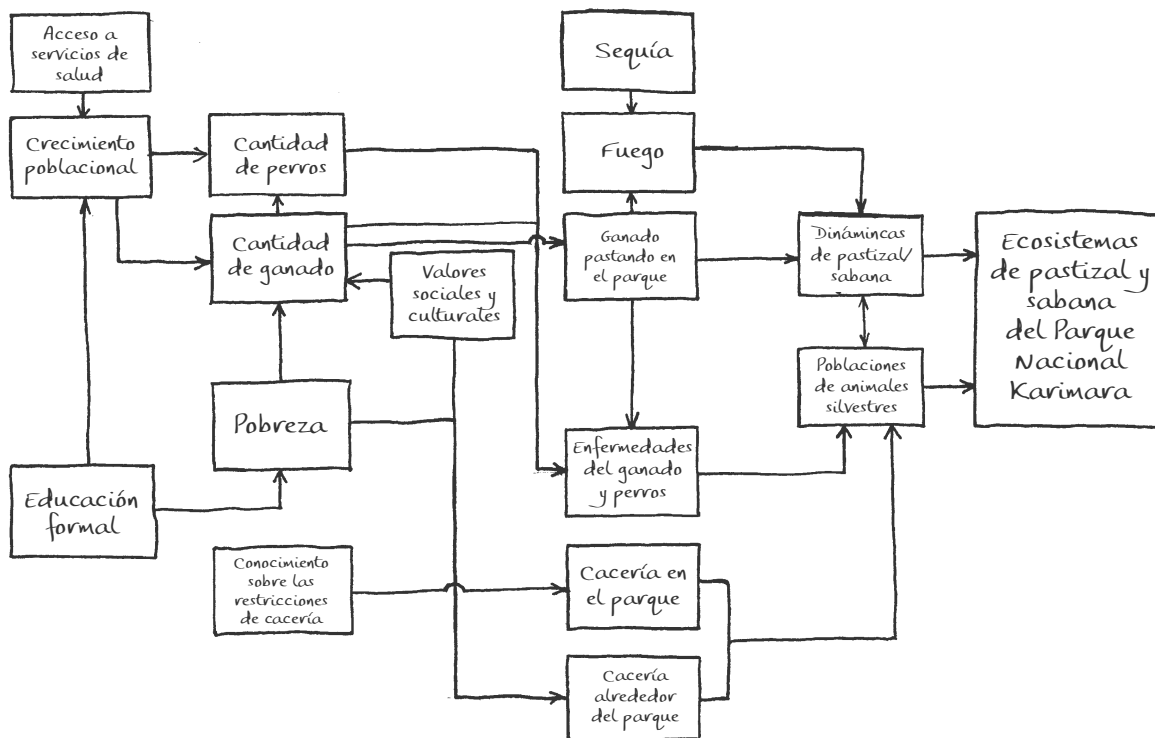 Acceso a
servicios de
salud
Sequía
Crecimiento
poblacional
Cantidad
de perros
Fuego
Cantidad
de ganado
Ganado
pastando en
el parque
Dinámincas
de pastizal/
sabana
Ecosistemas
de pastizal y
sabana
del Parque
Nacional
Karimara
Valores
sociales y
culturales
Poblaciones
de animales
silvestres
Pobreza
Enfermedades
del ganado
y perros
Educación
formal
Conocimiento
sobre las
restricciones
de cacería
Cacería en
el parque
Cacería
alrededor
del parque